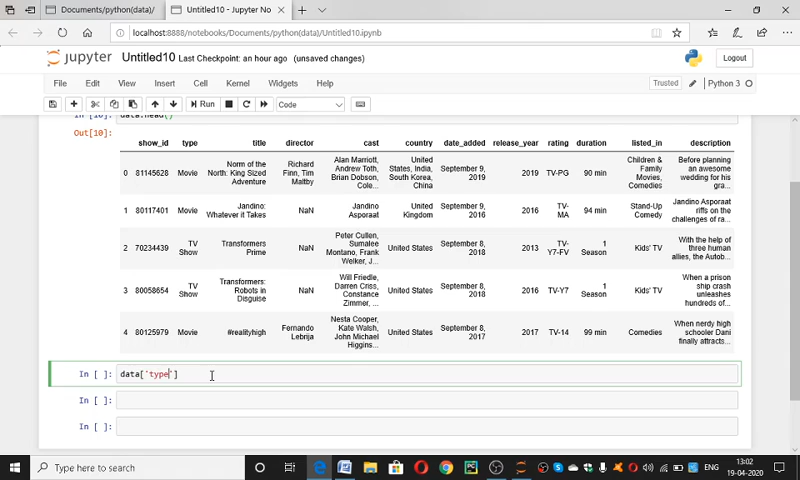 Documents/python(data)/
Untitled10 - Jupyter No
localhost:8888/notebooks/Documents/python(data)/Untitled10.ipynb
jupyter Untitled10 Last Checkpoint: an hour ago (unsaved changes)
Logout
File Edit View Insert Cell Kernel Widgets Help
Trusted
Python 3
Run
Code
In [10]: data.head()
Out[10]:
show_id type title director cast country date_added release_year rating duration listed_in description
0 81145628 Movie Norm of the North: King Sized Adventure Richard Finn, Tim Maltby Alan Marriott, Andrew Toth, Brian Dobson, Cole... United States, India, South Korea, China September 9, 2019 2019 TV-PG 90 min Children & Family Movies, Comedies Before planning an awesome wedding for his gra...
1 80117401 Movie Jandino: Whatever it Takes NaN Jandino Asporaat United Kingdom September 9, 2016 2016 TV-MA 94 min Stand-Up Comedy Jandino Asporaat riffs on the challenges of ra...
2 70234439 TV Show Transformers Prime NaN Peter Cullen, Sumalee Montano, Frank Welker, J... United States September 8, 2018 2013 TV-Y7-FV 1 Season Kids' TV With the help of three human allies, the Autob...
3 80058654 TV Show Transformers: Robots in Disguise NaN Will Friedle, Darren Criss, Constance Zimmer, ... United States September 8, 2018 2016 TV-Y7 1 Season Kids' TV When a prison ship crash unleashes hundreds of...
4 80125979 Movie #realityhigh Fernando Lebrija Nesta Cooper, Kate Walsh, John Michael Higgins... United States September 8, 2017 2017 TV-14 99 min Comedies When nerdy high schooler Dani finally attracts...
In [ ]: data['type']
In [ ]:
In [ ]:
Type here to search
ENG
13:02
19-04-2020